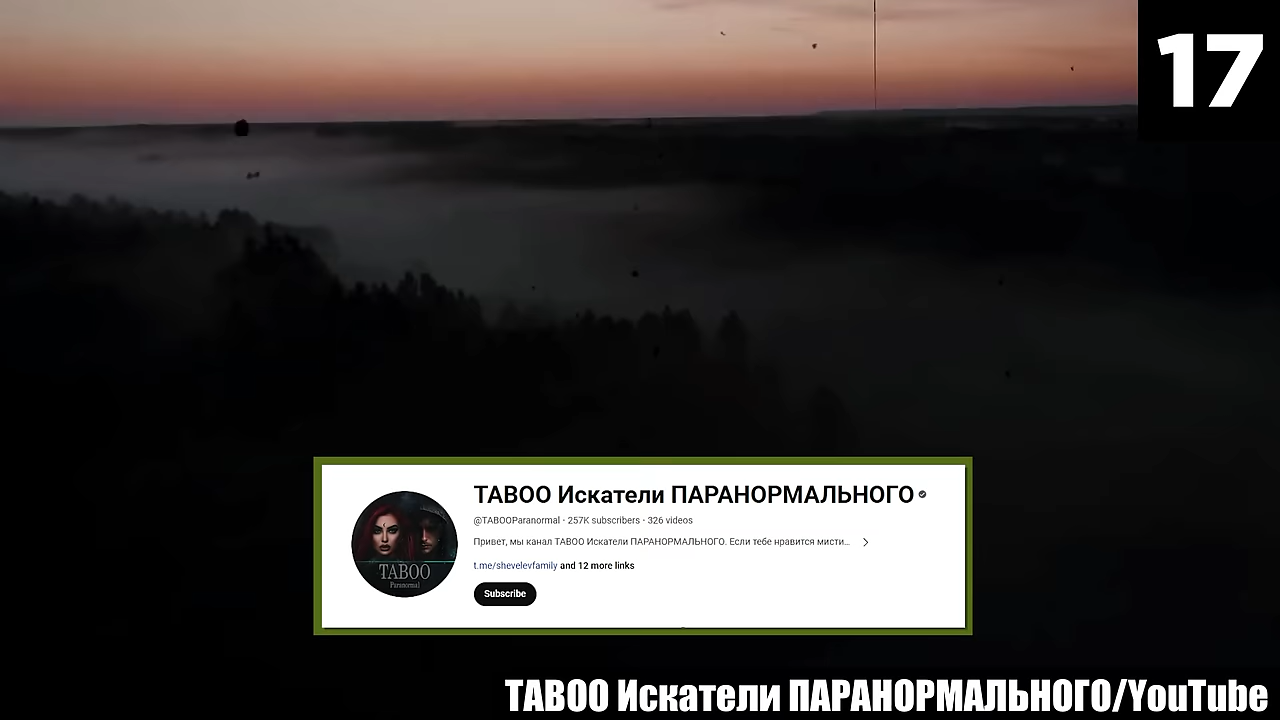 17
TABOO Искатели ПАРАНОРМАЛЬНОГО
@TABOOParanormal · 257K subscribers · 326 videos
Привет, мы канал TABOO Искатели ПАРАНОРМАЛЬНОГО. Если тебе нравится мисти...
t.me/shevelevfamily and 12 more links
Subscribe
TABOO
Paranormal
TABOO Искатели ПАРАНОРМАЛЬНОГО/YouTube